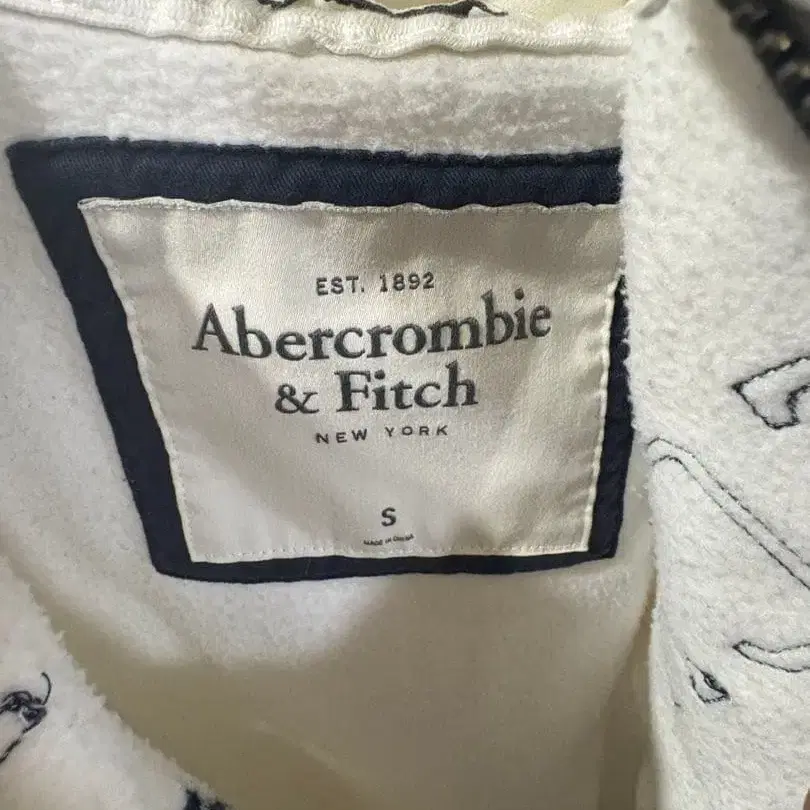 EST. 1892
Abercrombie
& Fitch
NEW YORK
S
MADE IN CHINA